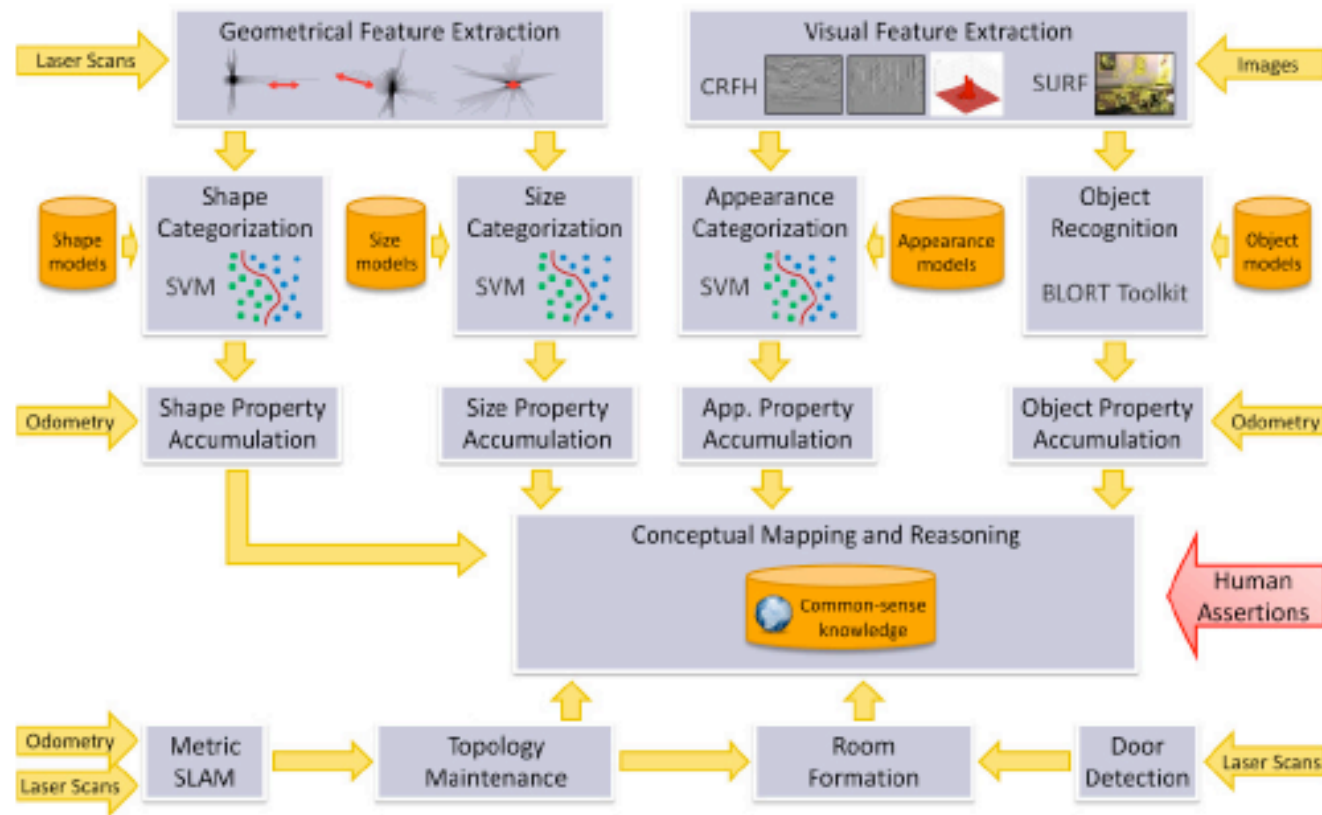 Geometrical Feature Extraction
Visual Feature Extraction
Laser Scans
CRFH
SURF
Images
Shape
Categorization
SVM
Shape
models
Size
Categorization
SVM
Size
models
Appearance
Categorization
SVM
Appearance
models
Object
Recognition
BLORT Toolkit
Object
models
Odometry
Shape Property
Accumulation
Size Property
Accumulation
App. Property
Accumulation
Object Property
Accumulation
Odometry
Conceptual Mapping and Reasoning
Common-sense
knowledge
Human
Assertions
Odometry
Laser Scans
Metric
SLAM
Topology
Maintenance
Room
Formation
Door
Detection
Laser Scans